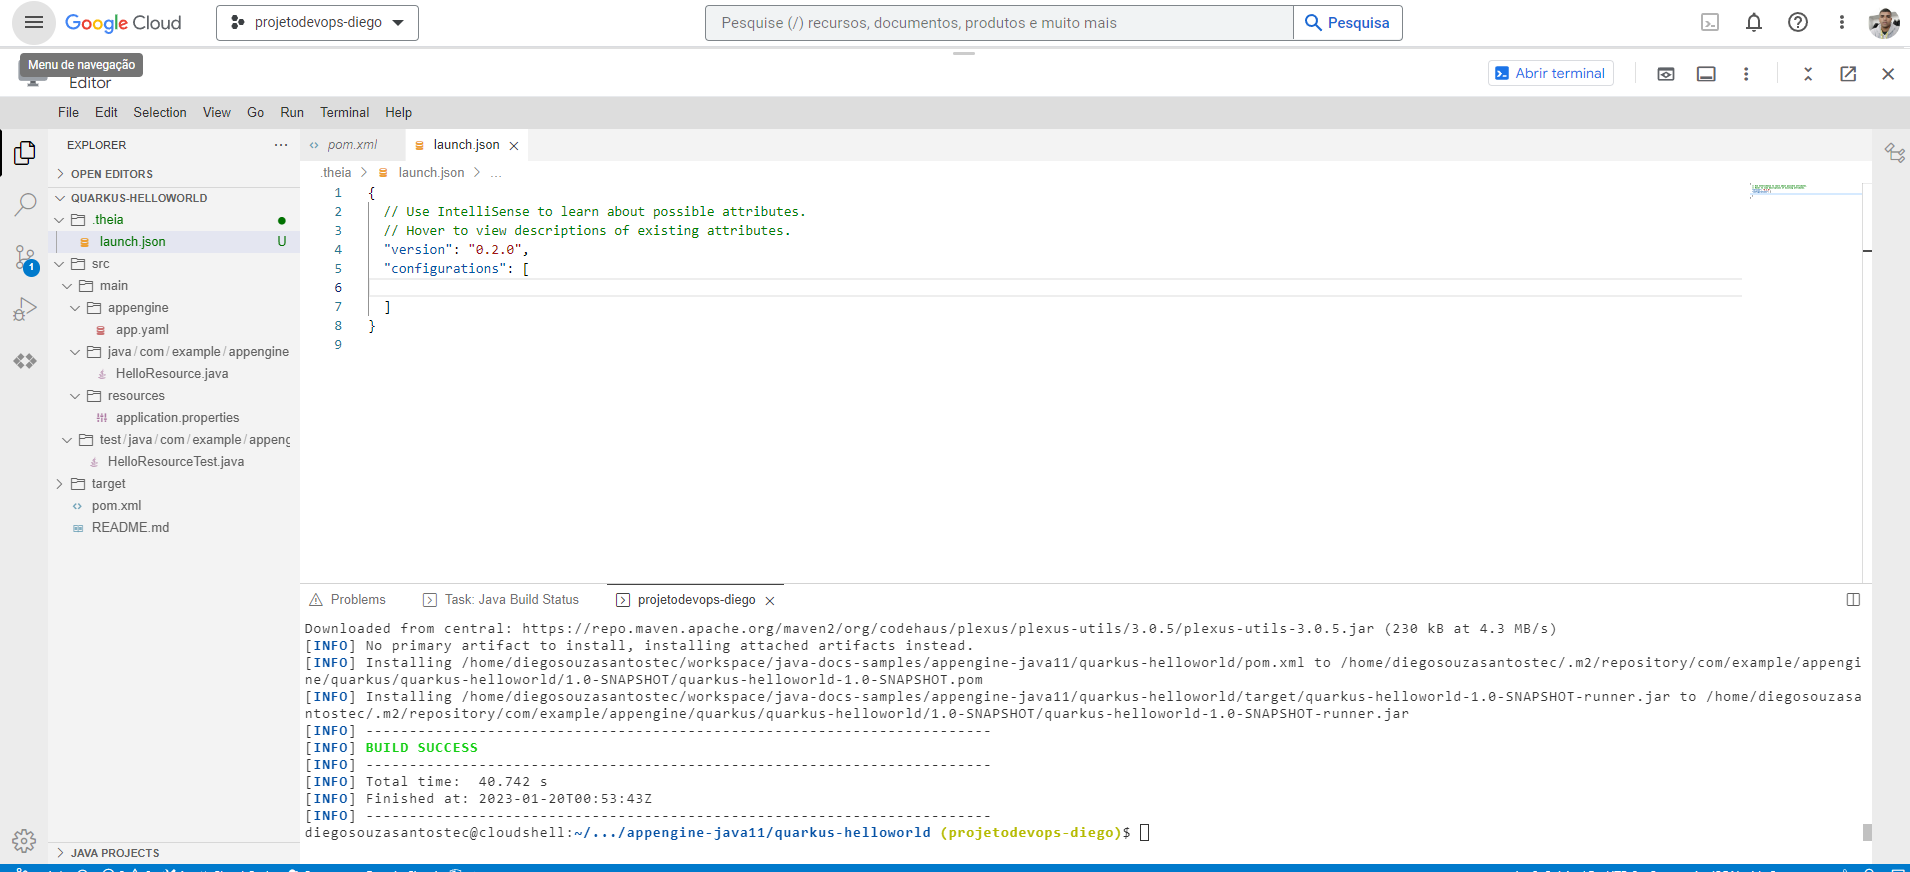 Google Cloud
projetodevops-diego
Pesquise (/) recursos, documentos, produtos e muito mais
Pesquisa
Menu de navegação
Editor
Abrir terminal
File Edit Selection View Go Run Terminal Help
EXPLORER
OPEN EDITORS
QUARKUS-HELLOWORLD
.theia
launch.json U
src
main
appengine
app.yaml
java/com/example/appengine
HelloResource.java
resources
application.properties
test/java/com/example/appeng
HelloResourceTest.java
target
pom.xml
README.md
JAVA PROJECTS
1
pom.xml launch.json
.theia > launch.json > ...
1 {
2 // Use IntelliSense to learn about possible attributes.
3 // Hover to view descriptions of existing attributes.
4 "version": "0.2.0",
5 "configurations": [
6
7 ]
8 }
9
Problems Task: Java Build Status projetodevops-diego
Downloaded from central: https://repo.maven.apache.org/maven2/org/codehaus/plexus/plexus-utils/3.0.5/plexus-utils-3.0.5.jar (230 kB at 4.3 MB/s)
[INFO] No primary artifact to install, installing attached artifacts instead.
[INFO] Installing /home/diegosouzasantostec/workspace/java-docs-samples/appengine-java11/quarkus-helloworld/pom.xml to /home/diegosouzasantostec/.m2/repository/com/example/appengi
ne/quarkus/quarkus-helloworld/1.0-SNAPSHOT/quarkus-helloworld-1.0-SNAPSHOT.pom
[INFO] Installing /home/diegosouzasantostec/workspace/java-docs-samples/appengine-java11/quarkus-helloworld/target/quarkus-helloworld-1.0-SNAPSHOT-runner.jar to /home/diegosouzasa
ntostec/.m2/repository/com/example/appengine/quarkus/quarkus-helloworld/1.0-SNAPSHOT/quarkus-helloworld-1.0-SNAPSHOT-runner.jar
[INFO] ------------------------------------------------------------------------
[INFO] BUILD SUCCESS
[INFO] ------------------------------------------------------------------------
[INFO] Total time:  40.742 s
[INFO] Finished at: 2023-01-20T00:53:43Z
[INFO] ------------------------------------------------------------------------
diegosouzasantostec@cloudshell:~/.../appengine-java11/quarkus-helloworld (projetodevops-diego)$